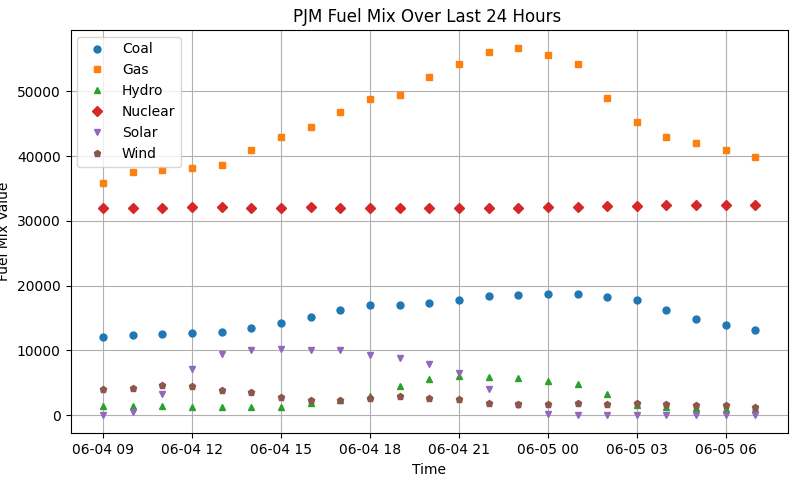 PJM Fuel Mix Over Last 24 Hours
Coal
Gas
Hydro
Nuclear
Solar
Wind
50000
40000
30000
20000
10000
0
Fuel Mix Value
06-04 09 06-04 12 06-04 15 06-04 18 06-04 21 06-05 00 06-05 03 06-05 06
Time